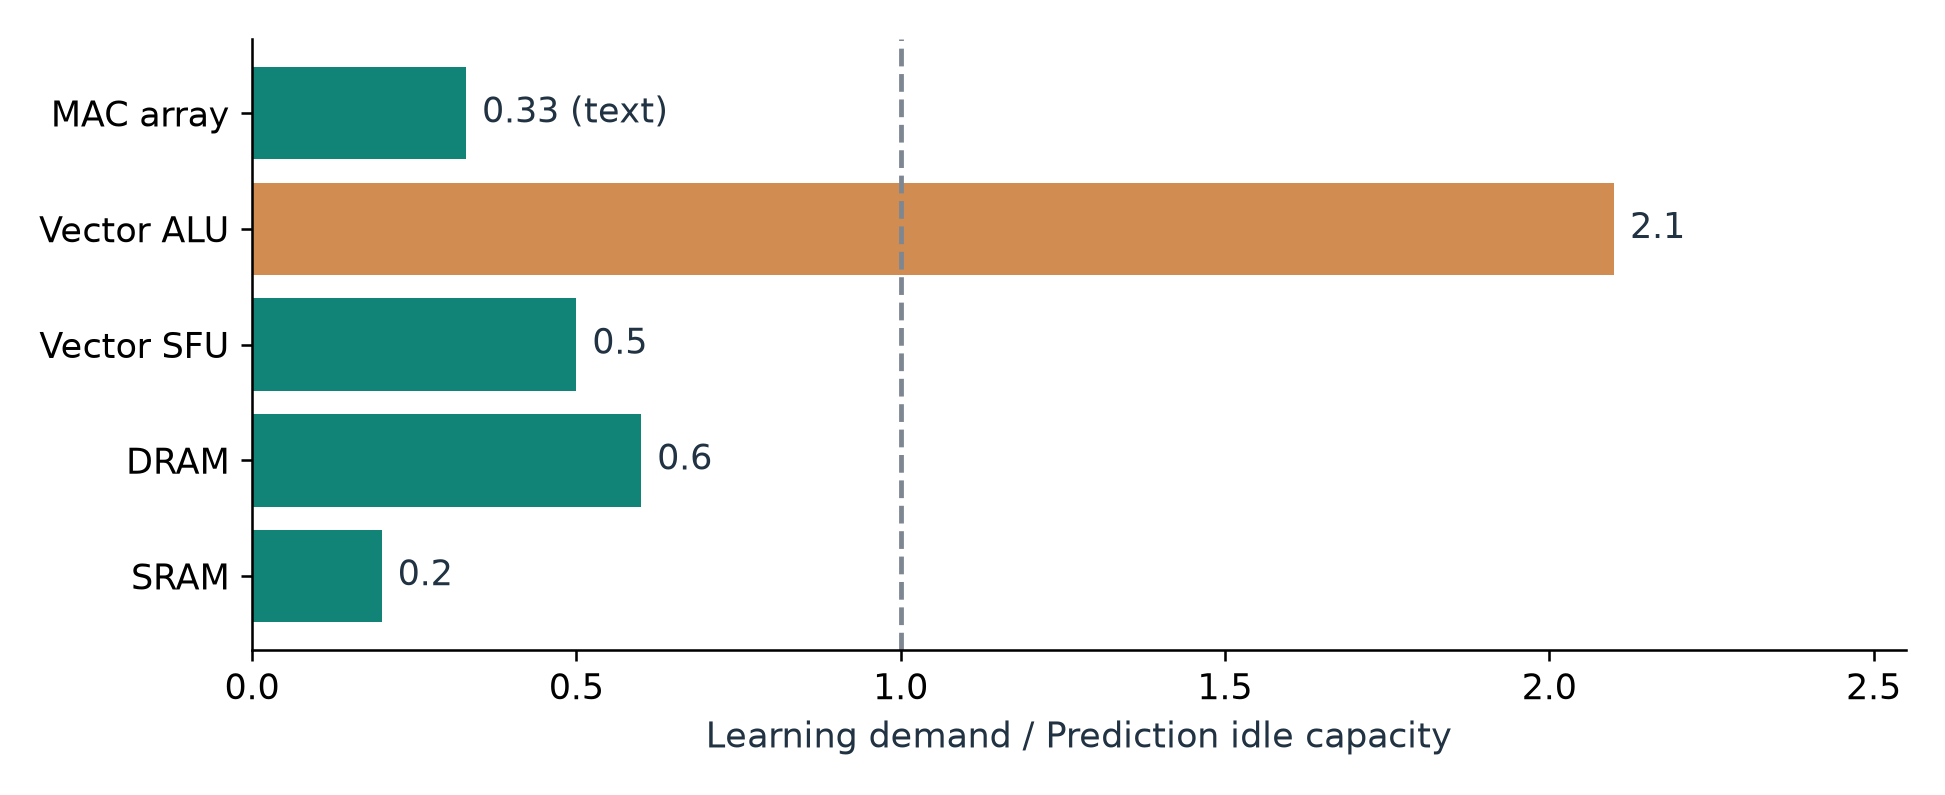 MAC array
0.33 (text)
Vector ALU
2.1
Vector SFU
0.5
DRAM
0.6
SRAM
0.2
0.0 0.5 1.0 1.5 2.0 2.5
Learning demand / Prediction idle capacity